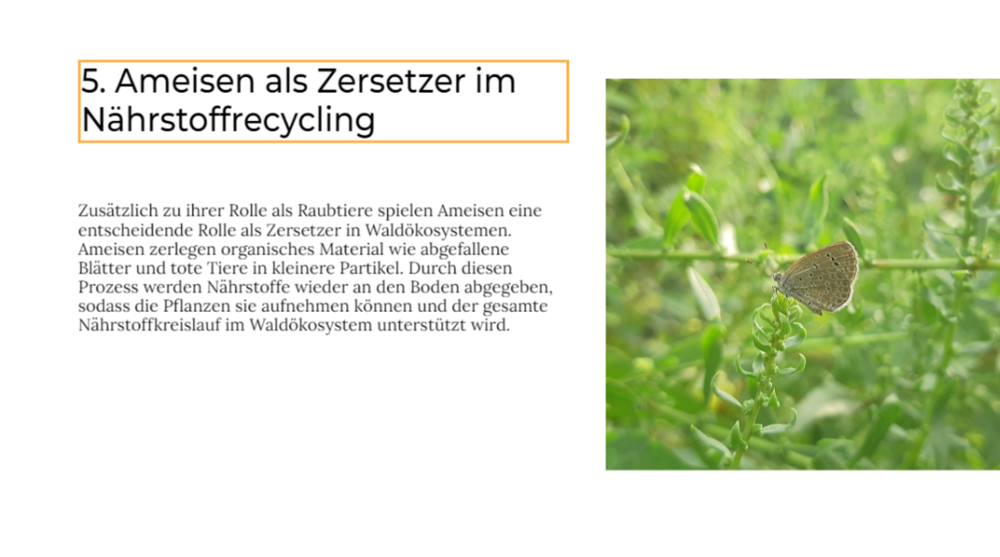 5. Ameisen als Zersetzer im
Nährstoffrecycling
Zusätzlich zu ihrer Rolle als Raubtiere spielen Ameisen eine
entscheidende Rolle als Zersetzer in Waldökosystemen.
Ameisen zerlegen organisches Material wie abgefallene
Blätter und tote Tiere in kleinere Partikel. Durch diesen
Prozess werden Nährstoffe wieder an den Boden abgegeben,
sodass die Pflanzen sie aufnehmen können und der gesamte
Nährstoffkreislauf im Waldökosystem unterstützt wird.